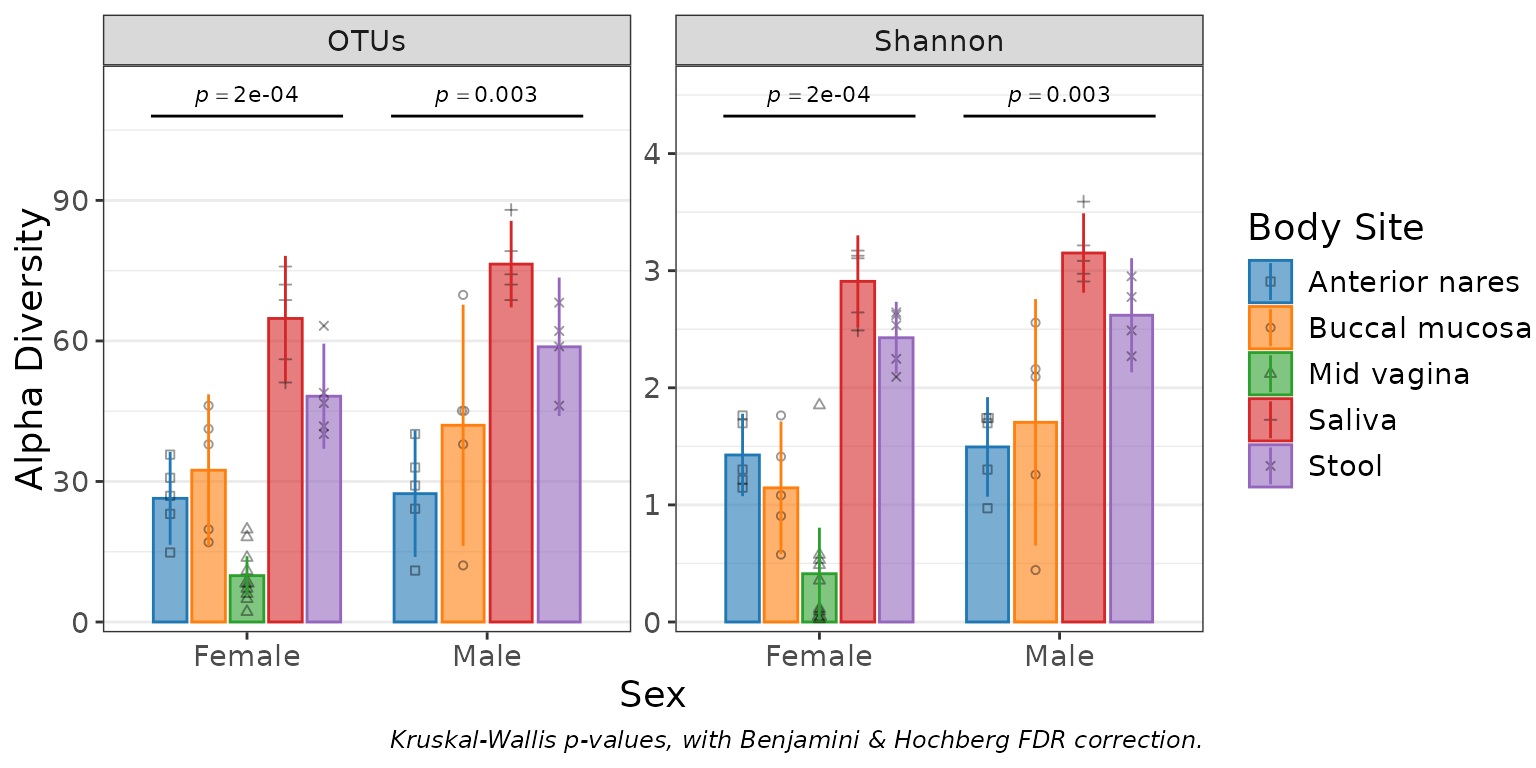 OTUs
Shannon
p = 2e-04
p = 0.003
p = 2e-04
p = 0.003
Alpha Diversity
90
60
30
0
4
3
2
1
0
Female
Male
Female
Male
Sex
Body Site
Anterior nares
Buccal mucosa
Mid vagina
Saliva
Stool
Kruskal-Wallis p-values, with Benjamini & Hochberg FDR correction.